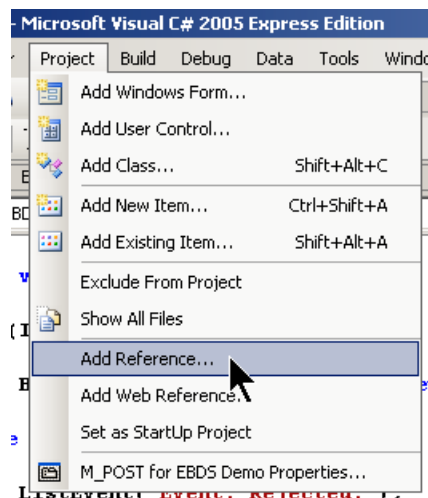 - Microsoft Visual C# 2005 Express Edition
Project Build Debug Data Tools Windo
Add Windows Form...
Add User Control...
Add Class... Shift+Alt+C
Add New Item... Ctrl+Shift+A
Add Existing Item... Shift+Alt+A
Exclude From Project
Show All Files
Add Reference...
Add Web Reference.
Set as StartUp Project
M_POST for EBDS Demo Properties...